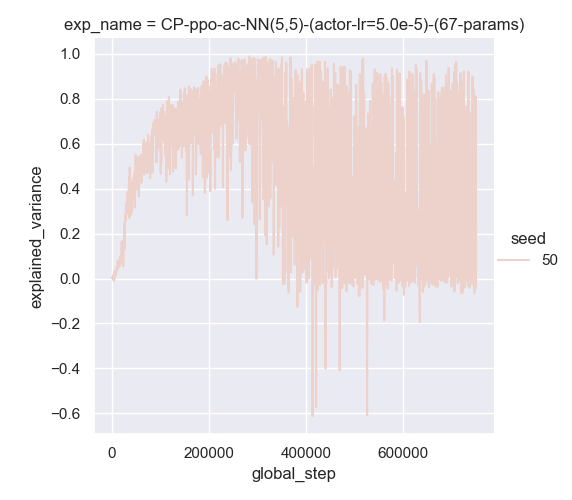 exp_name = CP-ppo-ac-NN(5,5)-(actor-lr=5.0e-5)-(67-params)
1.0
0.8
0.6
0.4
0.2
0.0
−0.2
−0.4
−0.6
explained_variance
seed
50
0 200000 400000 600000
global_step